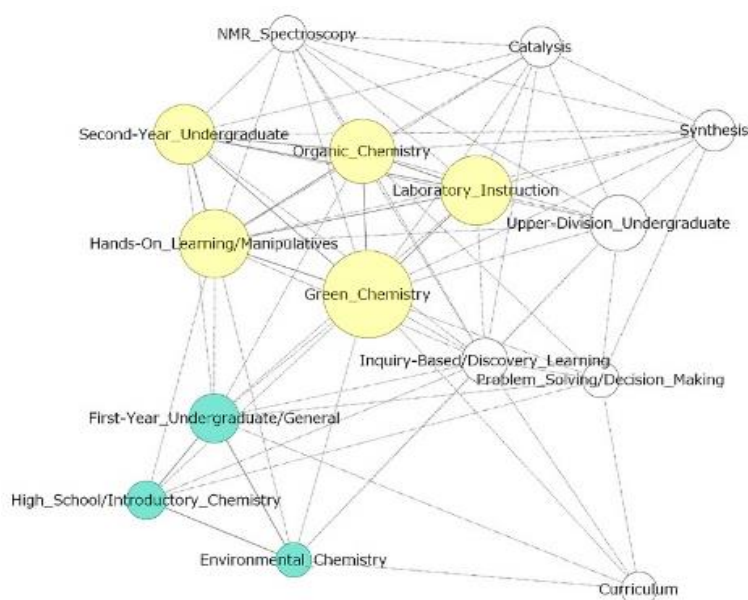 NMR_Spectroscopy
Catalysis
Second-Year_Undergraduate
Synthesis
Organic_Chemistry
Laboratory_Instruction
Upper-Division_Undergraduate
Hands-On_Learning/Manipulatives
Green_Chemistry
Inquiry-Based/Discovery_Learning
Problem_Solving/Decision_Making
First-Year_Undergraduate/General
High_School/Introductory_Chemistry
Environmental_Chemistry
Curriculum